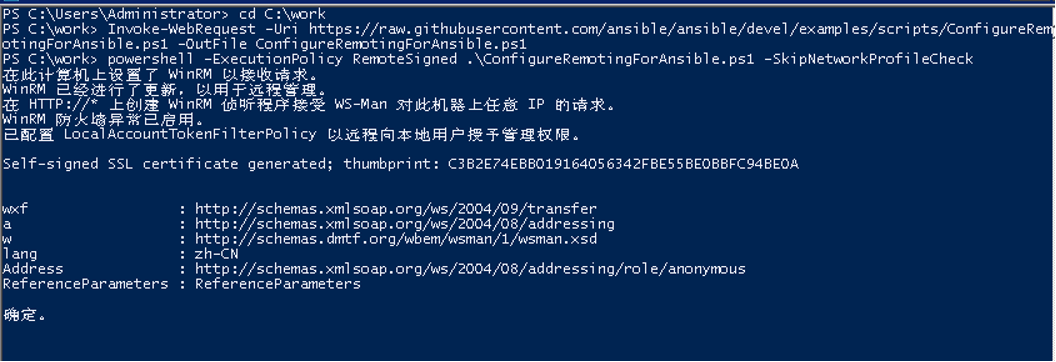 PS C:\Users\Administrator> cd C:\work
PS C:\work> Invoke-WebRequest -Uri https://raw.githubusercontent.com/ansible/ansible/devel/examples/scripts/ConfigureRem
otingForAnsible.ps1 -OutFile ConfigureRemotingForAnsible.ps1
PS C:\work> powershell -ExecutionPolicy RemoteSigned .\ConfigureRemotingForAnsible.ps1 -SkipNetworkProfileCheck
在此计算机上设置了 WinRM 以接收请求。
WinRM 已经进行了更新，以用于远程管理。
在 HTTP://* 上创建 WinRM 侦听程序接受 WS-Man 对此机器上任意 IP 的请求。
WinRM 防火墙异常已启用。
已配置 LocalAccountTokenFilterPolicy 以远程向本地用户授予管理权限。
Self-signed SSL certificate generated; thumbprint: C3B2E74EBB019164056342FBE55BE0BBFC94BE0A
wxf : http://schemas.xmlsoap.org/ws/2004/09/transfer
a : http://schemas.xmlsoap.org/ws/2004/08/addressing
w : http://schemas.dmtf.org/wbem/wsman/1/wsman.xsd
lang : zh-CN
Address : http://schemas.xmlsoap.org/ws/2004/08/addressing/role/anonymous
ReferenceParameters : ReferenceParameters
确定。